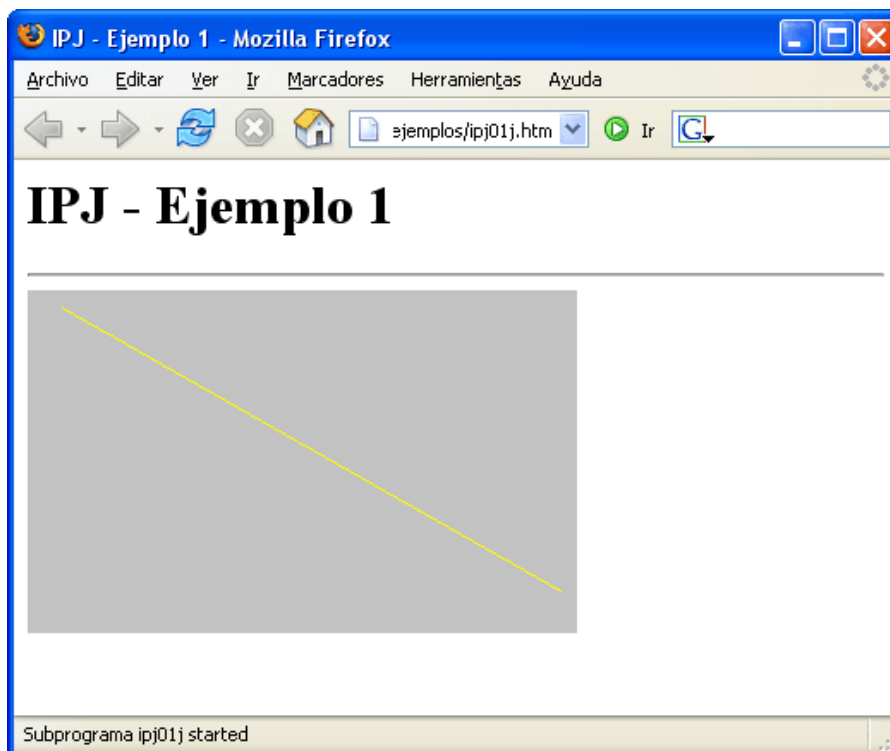 IPJ - Ejemplo 1 - Mozilla Firefox
Archivo Editar Ver Ir Marcadores Herramientas Ayuda
ejemplos/ipj01j.htm Ir G
IPJ - Ejemplo 1
Subprograma ipj01j started